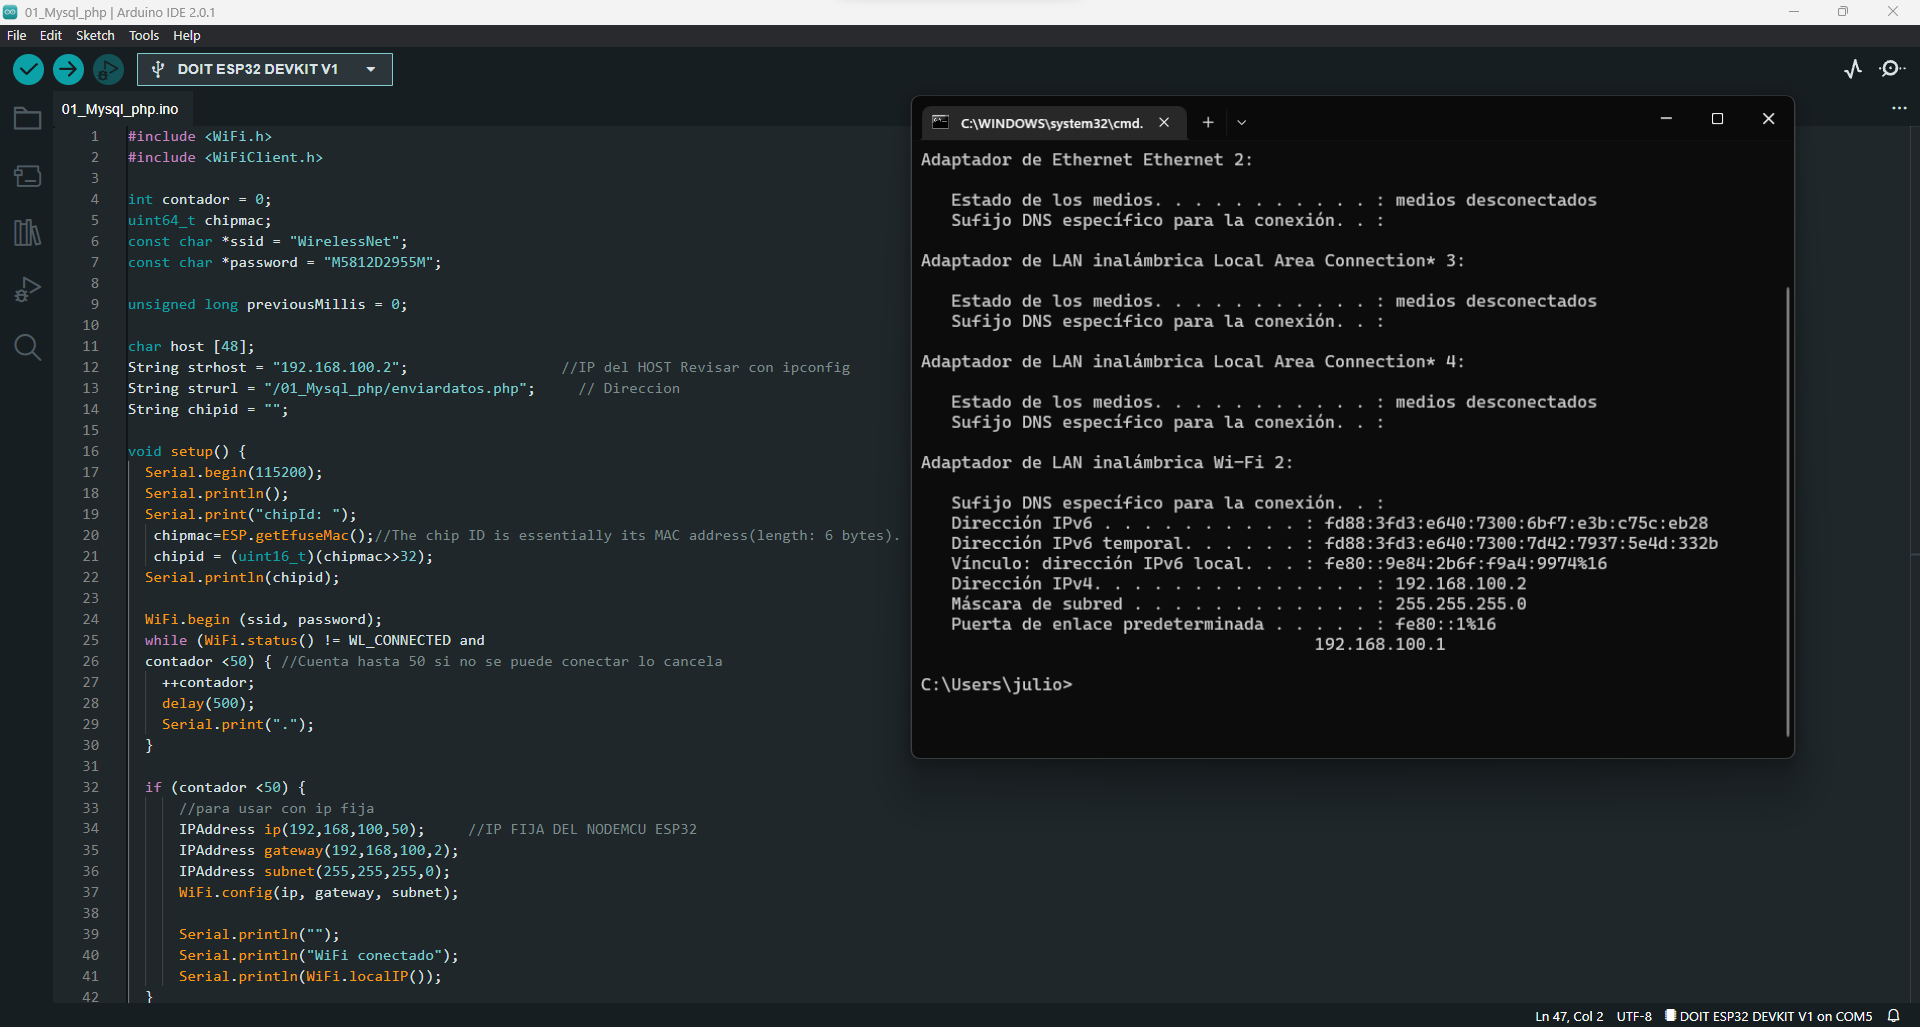 01_Mysql_php | Arduino IDE 2.0.1
File Edit Sketch Tools Help
DOIT ESP32 DEVKIT V1
01_Mysql_php.ino
1 #include <WiFi.h>
2 #include <WiFiClient.h>
3
4 int contador = 0;
5 uint64_t chipmac;
6 const char *ssid = "WirelessNet";
7 const char *password = "M5812D2955M";
8
9 unsigned long previousMillis = 0;
10
11 char host [48];
12 String strhost = "192.168.100.2"; //IP del HOST Revisar con ipconfig
13 String strurl = "/01_Mysql_php/enviardatos.php"; // Direccion
14 String chipid = "";
15
16 void setup() {
17 Serial.begin(115200);
18 Serial.println();
19 Serial.print("chipId: ");
20 chipmac=ESP.getEfuseMac();//The chip ID is essentially its MAC address(length: 6 bytes).
21 chipid = (uint16_t)(chipmac>>32);
22 Serial.println(chipid);
23
24 WiFi.begin (ssid, password);
25 while (WiFi.status() != WL_CONNECTED and
26 contador <50) { //Cuenta hasta 50 si no se puede conectar lo cancela
27 ++contador;
28 delay(500);
29 Serial.print(".");
30 }
31
32 if (contador <50) {
33 //para usar con ip fija
34 IPAddress ip(192,168,100,50); //IP FIJA DEL NODEMCU ESP32
35 IPAddress gateway(192,168,100,2);
36 IPAddress subnet(255,255,255,0);
37 WiFi.config(ip, gateway, subnet);
38
39 Serial.println("");
40 Serial.println("WiFi conectado");
41 Serial.println(WiFi.localIP());
42 }
C:\WINDOWS\system32\cmd.
Adaptador de Ethernet Ethernet 2:
Estado de los medios. . . . . . . . . . . : medios desconectados
Sufijo DNS específico para la conexión. . :
Adaptador de LAN inalámbrica Local Area Connection* 3:
Estado de los medios. . . . . . . . . . . : medios desconectados
Sufijo DNS específico para la conexión. . :
Adaptador de LAN inalámbrica Local Area Connection* 4:
Estado de los medios. . . . . . . . . . . : medios desconectados
Sufijo DNS específico para la conexión. . :
Adaptador de LAN inalámbrica Wi-Fi 2:
Sufijo DNS específico para la conexión. . :
Dirección IPv6 . . . . . . . . . . : fd88:3fd3:e640:7300:6bf7:e3b:c75c:eb28
Dirección IPv6 temporal. . . . . . : fd88:3fd3:e640:7300:7d42:7937:5e4d:332b
Vínculo: dirección IPv6 local. . . : fe80::9e84:2b6f:f9a4:9974%16
Dirección IPv4. . . . . . . . . . . . . . : 192.168.100.2
Máscara de subred . . . . . . . . . . . . : 255.255.255.0
Puerta de enlace predeterminada . . . . . : fe80::1%16
192.168.100.1
C:\Users\julio>
Ln 47, Col 2 UTF-8 DOIT ESP32 DEVKIT V1 on COM5